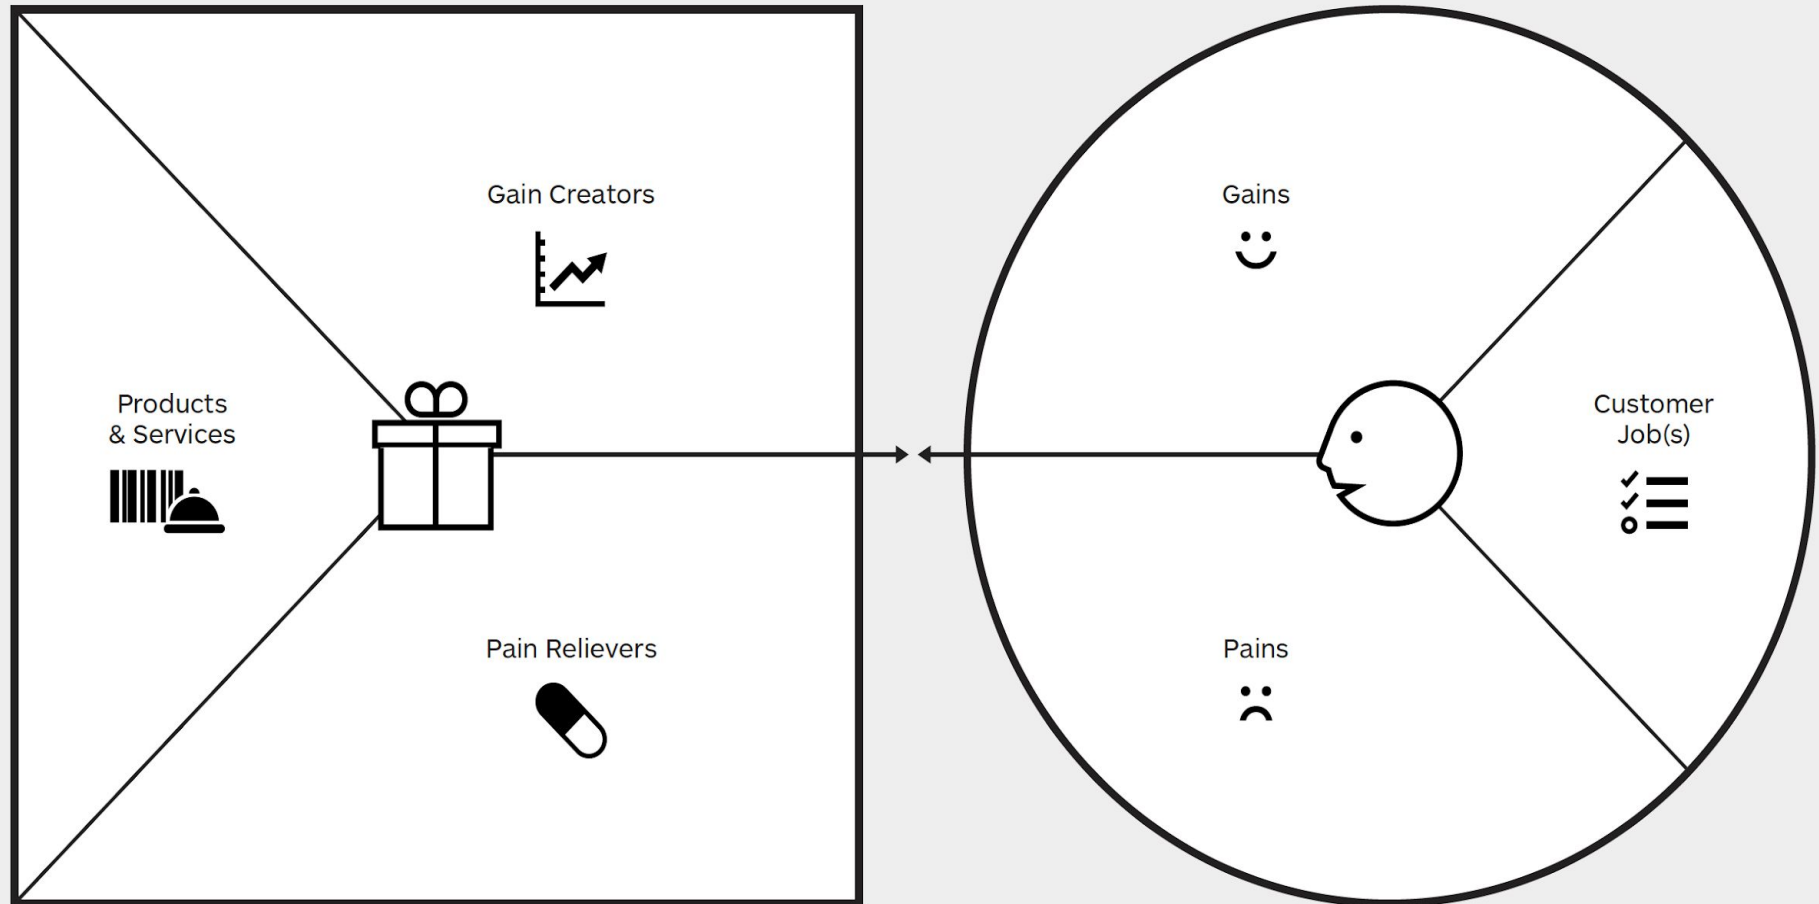 Gain Creators
Products
& Services
Pain Relievers
Gains
Customer
Job(s)
Pains